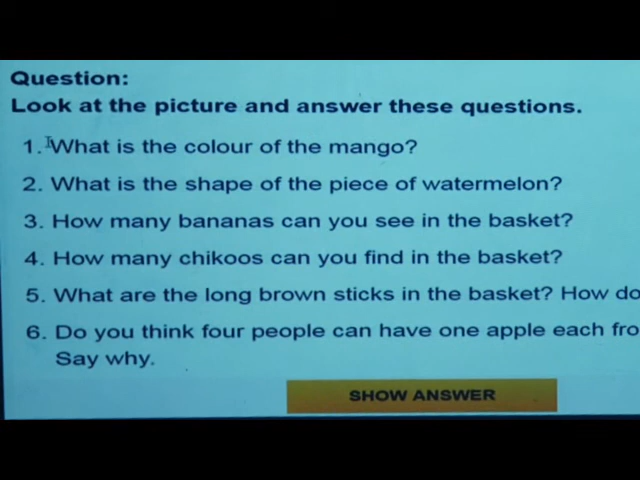 Question:
Look at the picture and answer these questions.
1. What is the colour of the mango?
2. What is the shape of the piece of watermelon?
3. How many bananas can you see in the basket?
4. How many chikoos can you find in the basket?
5. What are the long brown sticks in the basket? How do
6. Do you think four people can have one apple each fro
Say why.
SHOW ANSWER